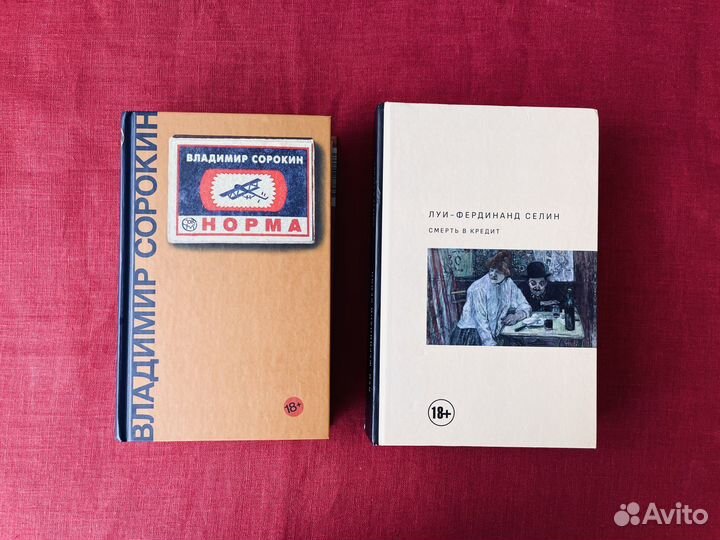 ВЛАДИМИР СОРОКИН
ВЛАДИМИР СОРОКИН
НОРМА
18+
ЛУИ-ФЕРДИНАНД СЕЛИН
СМЕРТЬ В КРЕДИТ
18+
Avito